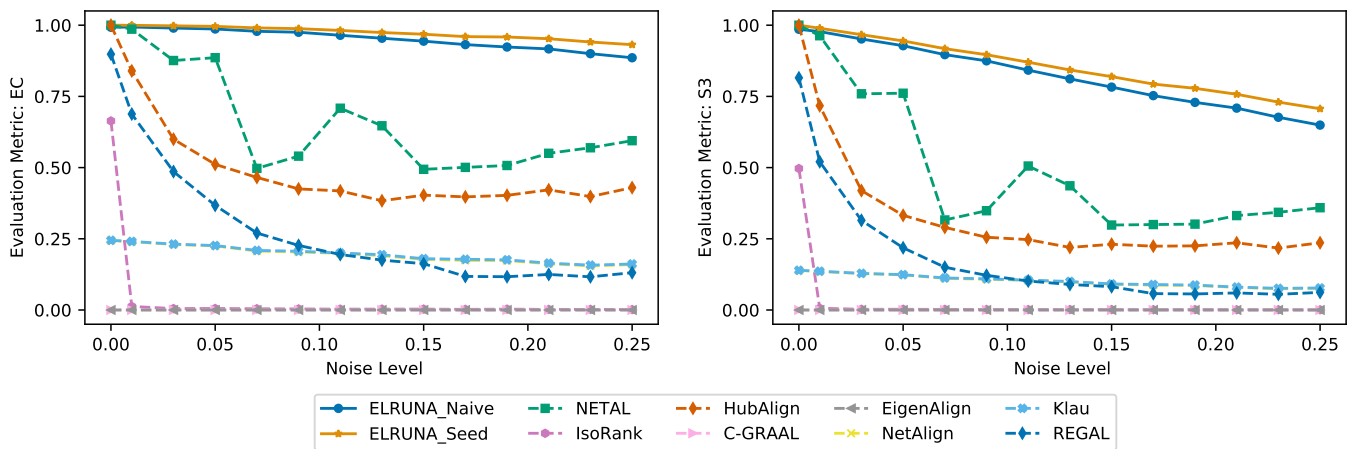 Evaluation Metric: EC
1.00
0.75
0.50
0.25
0.00
0.00 0.05 0.10 0.15 0.20 0.25
Noise Level
Evaluation Metric: S3
1.00
0.75
0.50
0.25
0.00
0.00 0.05 0.10 0.15 0.20 0.25
Noise Level
ELRUNA_Naive NETAL HubAlign EigenAlign Klau
ELRUNA_Seed IsoRank C-GRAAL NetAlign REGAL